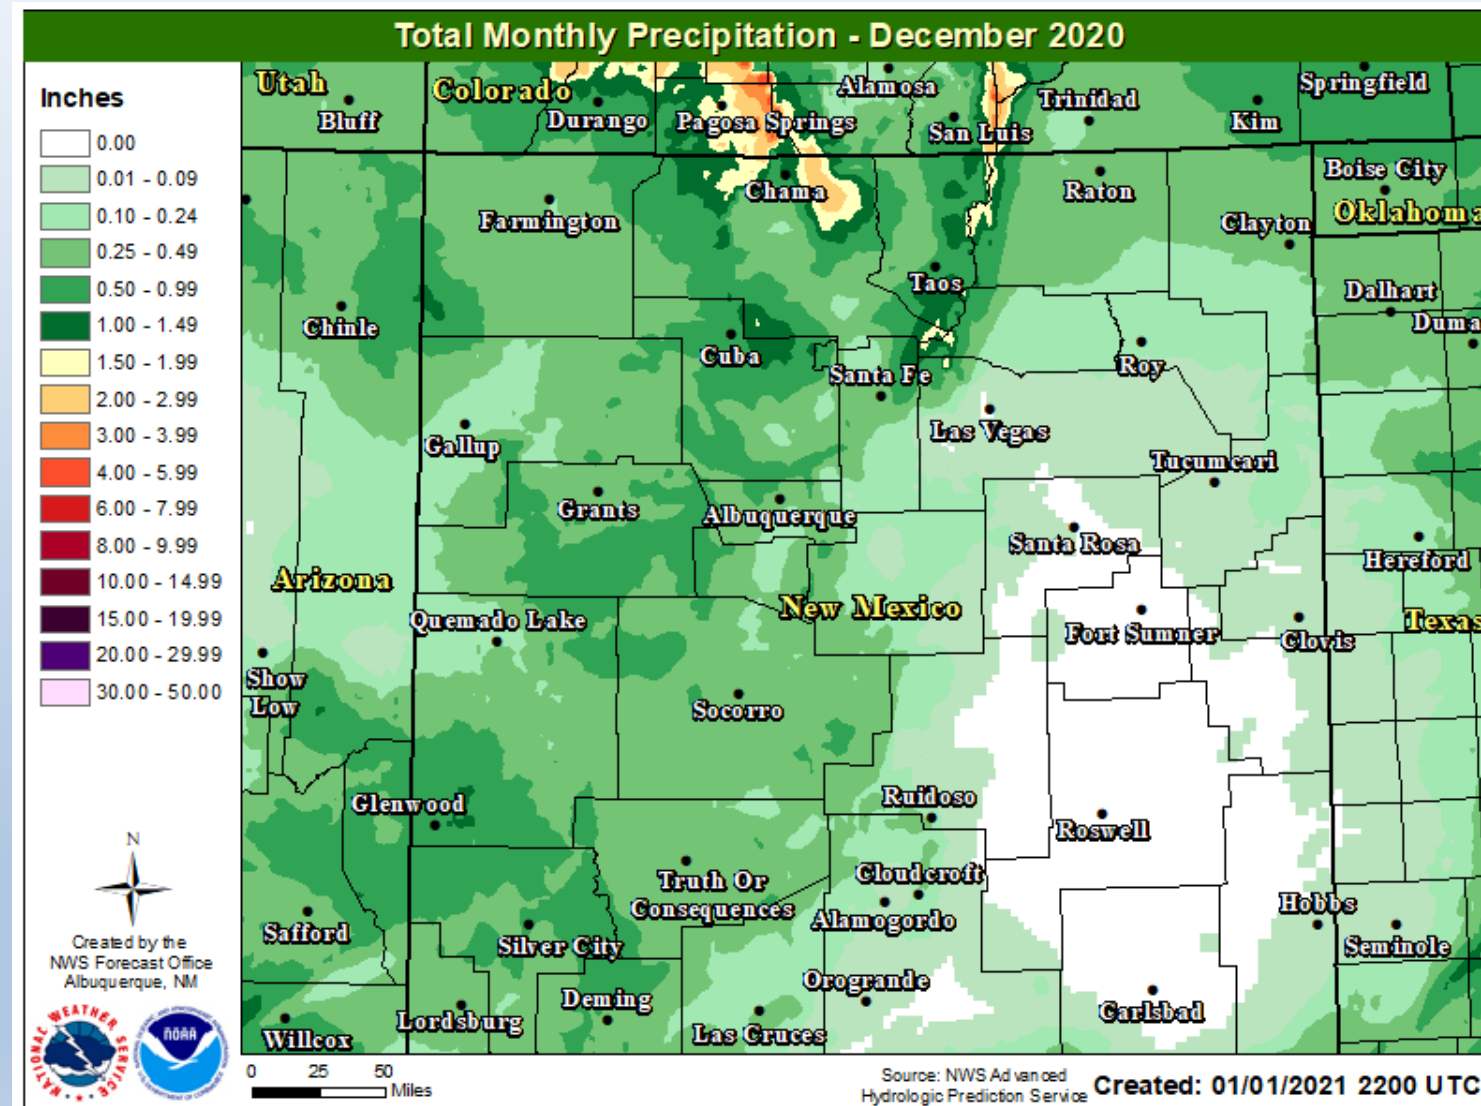 Total Monthly Precipitation - December 2020
Inches
0.00
0.01 - 0.09
0.10 - 0.24
0.25 - 0.49
0.50 - 0.99
1.00 - 1.49
1.50 - 1.99
2.00 - 2.99
3.00 - 3.99
4.00 - 5.99
6.00 - 7.99
8.00 - 9.99
10.00 - 14.99
15.00 - 19.99
20.00 - 29.99
30.00 - 50.00
N
Created by the
NWS Forecast Office
Albuquerque, NM
NATIONAL WEATHER SERVICE
NOAA
Utah
Colorado
Alamosa
Springfield
Bluff
Durango
Pagosa Springs
San Luis
Trinidad
Kim
Boise City
Chama
Raton
Oklahoma
Farmington
Clayton
Taos
Dalhart
Chinle
Duma
Cuba
Santa Fe
Roy
Gallup
Las Vegas
Tucumcari
Grants
Albuquerque
Santa Rosa
Hereford
Arizona
New Mexico
Quemado Lake
Fort Sumner
Clovis
Texas
Show
Low
Socorro
Glenwood
Ruidoso
Roswell
Truth Or
Consequences
Cloudcroft
Alamogordo
Hobbs
Safford
Silver City
Seminole
Orogrande
Deming
Carlsbad
Willcox
Lordsburg
Las Cruces
0 25 50
Miles
Source: NWS Advanced
Hydrologic Prediction Service
Created: 01/01/2021 2200 UTC